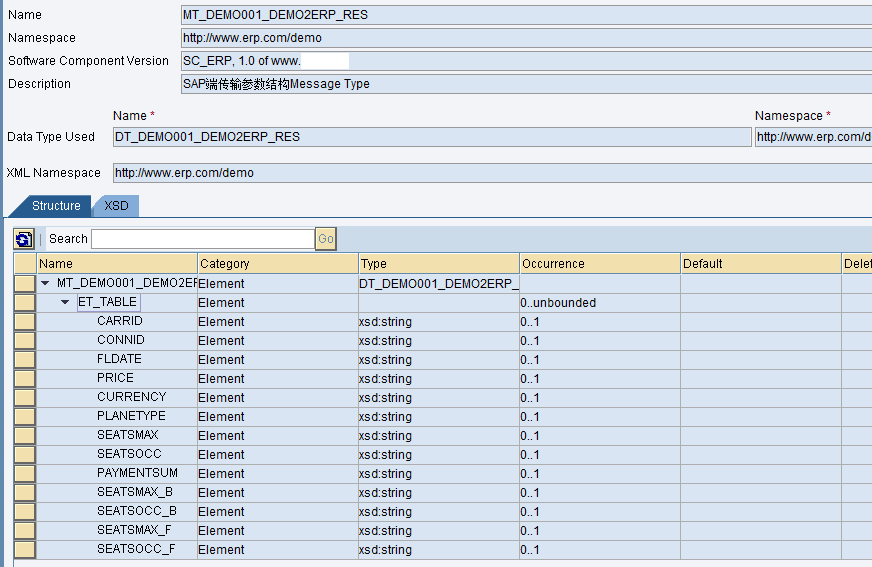 Name MT_DEMO001_DEMO2ERP_RES
Namespace http://www.erp.com/demo
Software Component Version SC_ERP, 1.0 of www.
Description SAP端传输参数结构Message Type
Name * Namespace *
Data Type Used DT_DEMO001_DEMO2ERP_RES http://www.erp.com/d
XML Namespace http://www.erp.com/demo
Structure XSD
Search Go
Name Category Type Occurrence Default Delet
MT_DEMO001_DEMO2EF Element DT_DEMO001_DEMO2ERP_
ET_TABLE Element 0..unbounded
CARRID Element xsd:string 0..1
CONNID Element xsd:string 0..1
FLDATE Element xsd:string 0..1
PRICE Element xsd:string 0..1
CURRENCY Element xsd:string 0..1
PLANETYPE Element xsd:string 0..1
SEATSMAX Element xsd:string 0..1
SEATSOCC Element xsd:string 0..1
PAYMENTSUM Element xsd:string 0..1
SEATSMAX_B Element xsd:string 0..1
SEATSOCC_B Element xsd:string 0..1
SEATSMAX_F Element xsd:string 0..1
SEATSOCC_F Element xsd:string 0..1